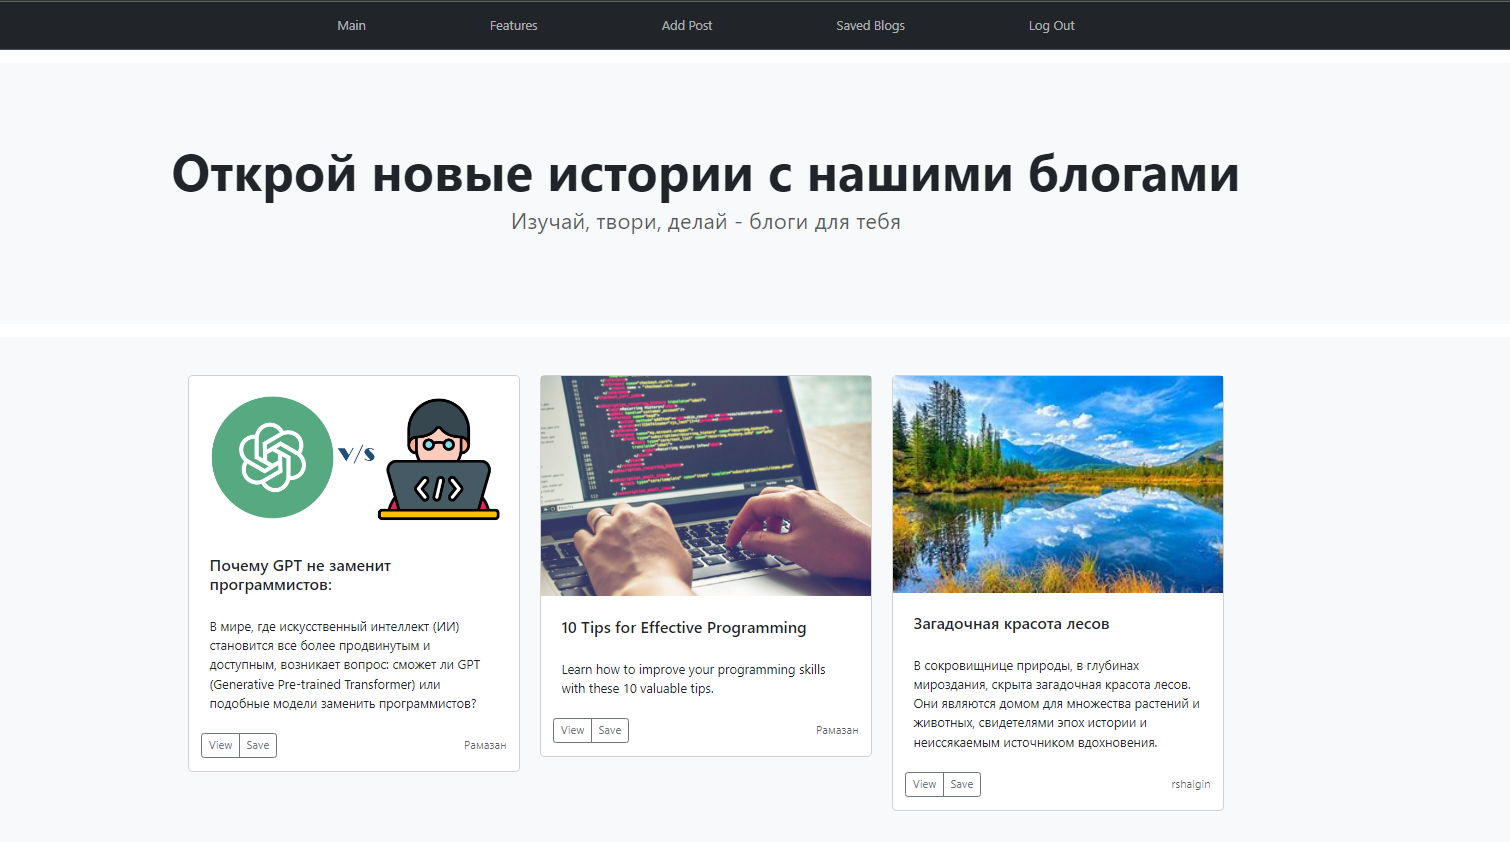 Main
Features
Add Post
Saved Blogs
Log Out
Открой новые истории с нашими блогами
Изучай, твори, делай - блоги для тебя
v/s
</>
Почему GPT не заменит
программистов:
В мире, где искусственный интеллект (ИИ)
становится все более продвинутым и
доступным, возникает вопрос: сможет ли GPT
(Generative Pre-trained Transformer) или
подобные модели заменить программистов?
View
Save
Рамазан
10 Tips for Effective Programming
Learn how to improve your programming skills
with these 10 valuable tips.
View
Save
Рамазан
Загадочная красота лесов
В сокровищнице природы, в глубинах
мироздания, скрыта загадочная красота лесов.
Они являются домом для множества растений и
животных, свидетелями эпох истории и
неиссякаемым источником вдохновения.
View
Save
rshalgin